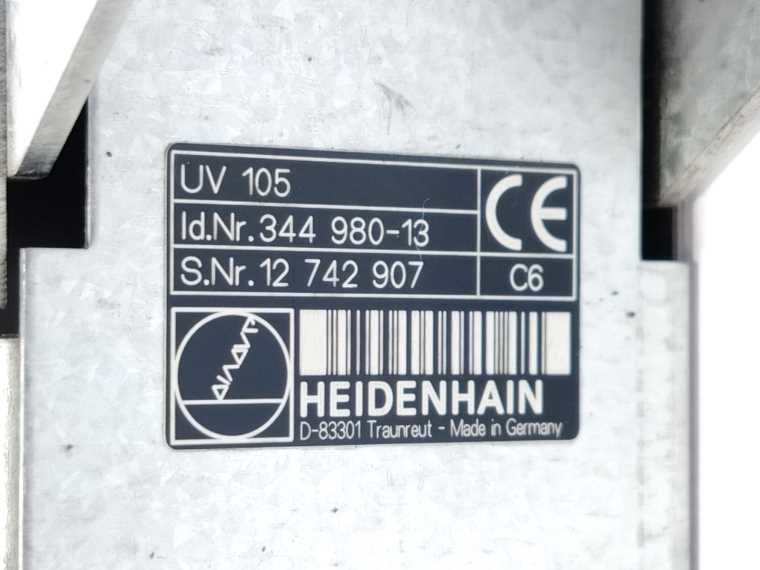 UV 105
Id.Nr. 344 980-13
S.Nr. 12 742 907
CE
C6
HEIDENHAIN
D-83301 Traunreut - Made in Germany